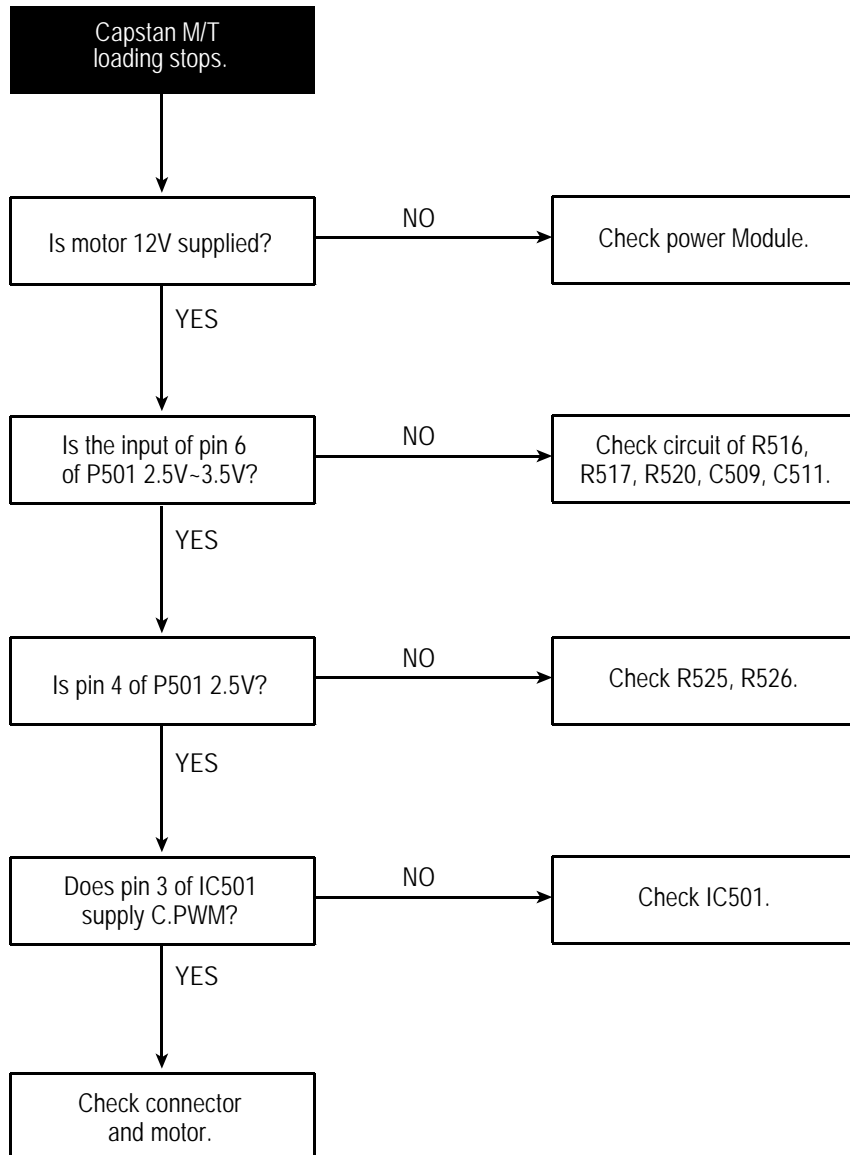 Capstan M/T
loading stops.
Is motor 12V supplied?
NO
Check power Module.
YES
Is the input of pin 6
of P501 2.5V~3.5V?
NO
Check circuit of R516,
R517, R520, C509, C511.
YES
Is pin 4 of P501 2.5V?
NO
Check R525, R526.
YES
Does pin 3 of IC501
supply C.PWM?
NO
Check IC501.
YES
Check connector
and motor.